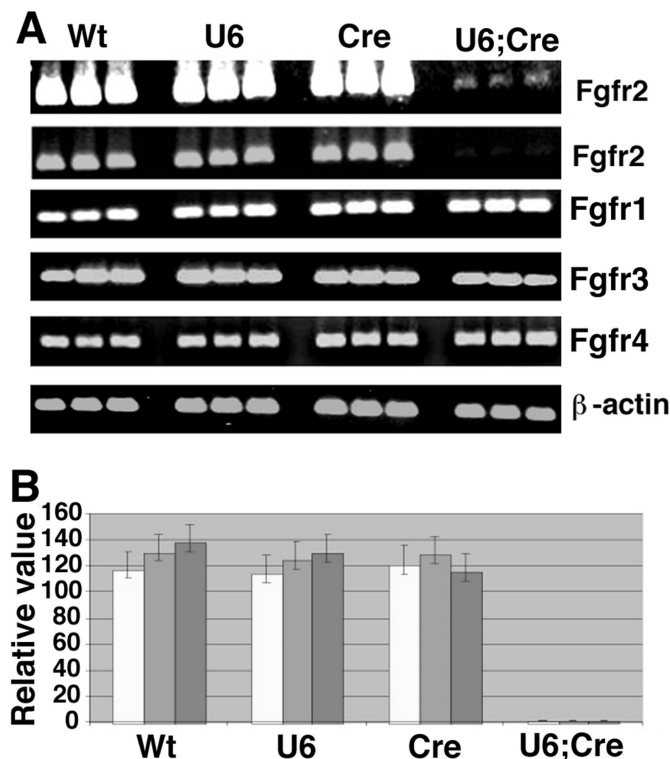 A
Wt U6 Cre U6;Cre
Fgfr2
Fgfr2
Fgfr1
Fgfr3
Fgfr4
β-actin
B
Relative value
160
140
120
100
80
60
40
20
0
Wt U6 Cre U6;Cre